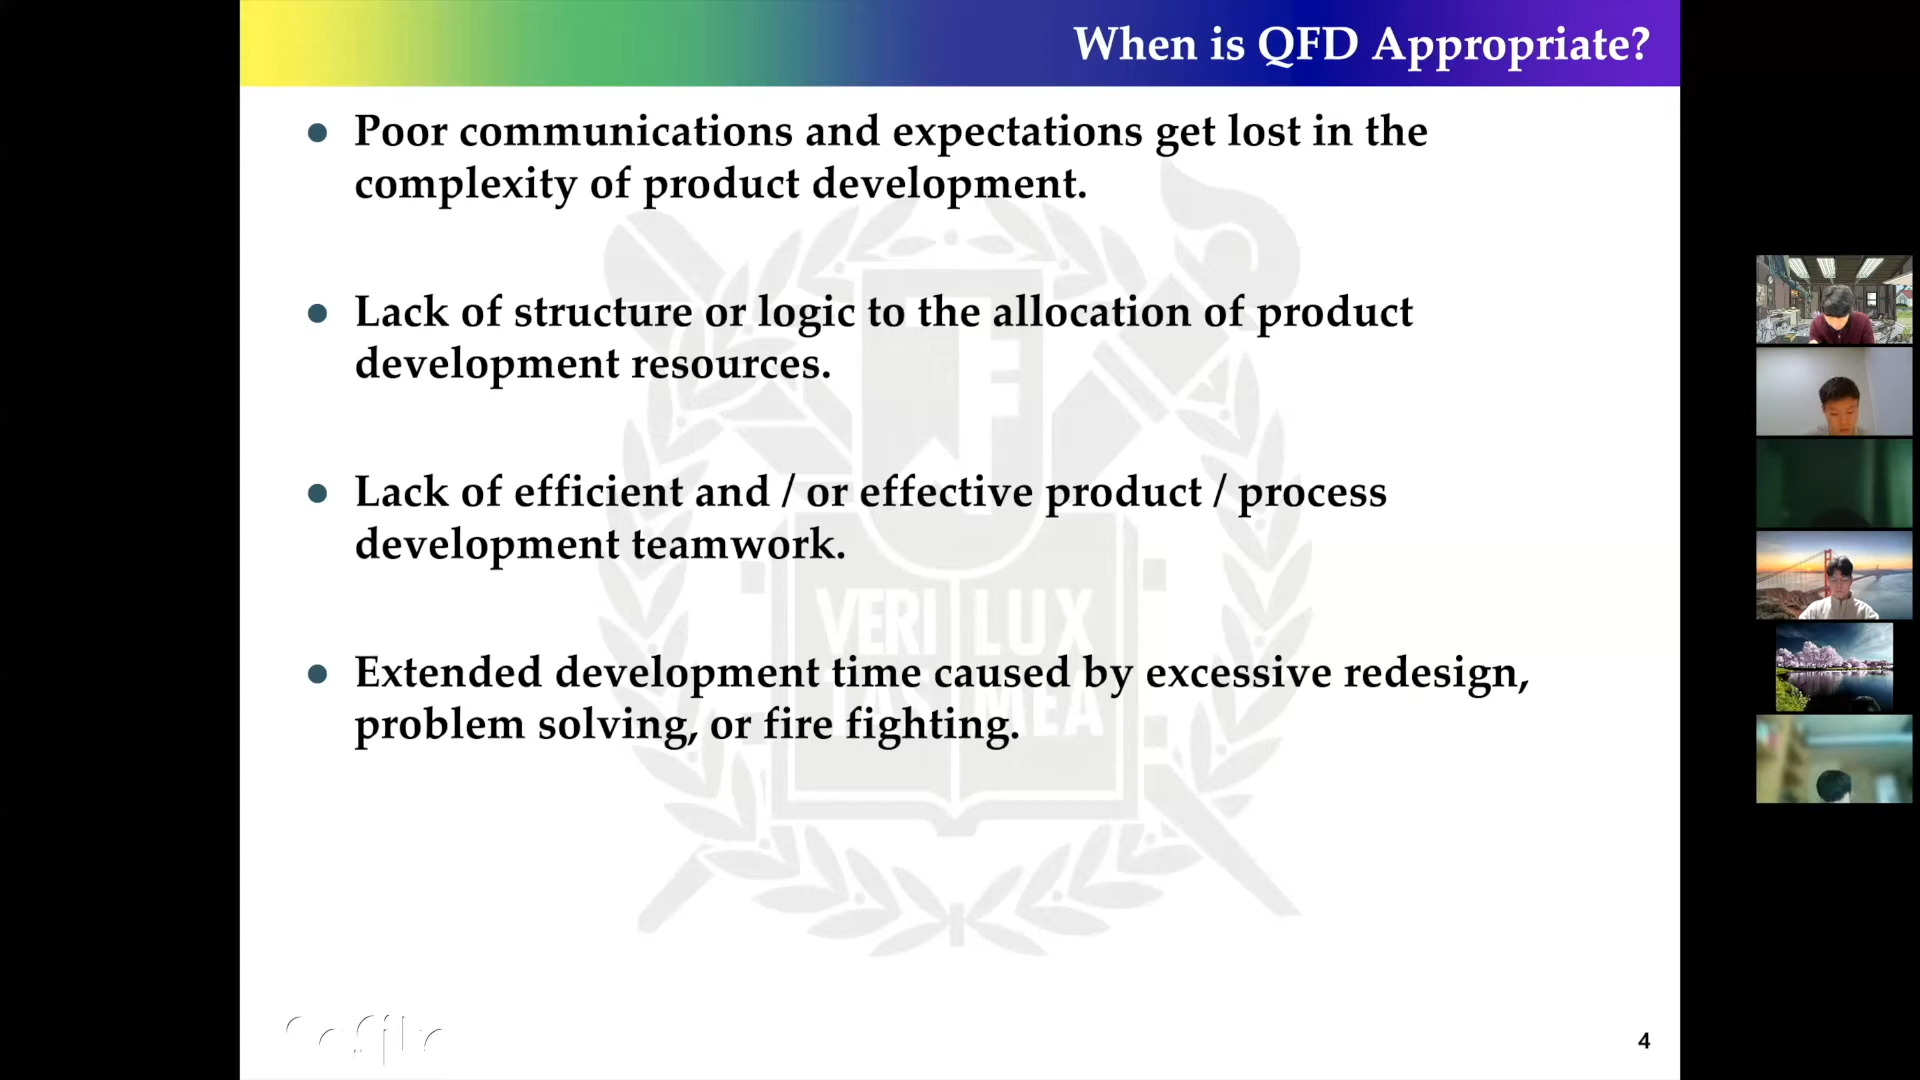 When is QFD Appropriate?
● Poor communications and expectations get lost in the
complexity of product development.
● Lack of structure or logic to the allocation of product
development resources.
● Lack of efficient and / or effective product / process
development teamwork.
● Extended development time caused by excessive redesign,
problem solving, or fire fighting.
VERI LUX
MEA
4